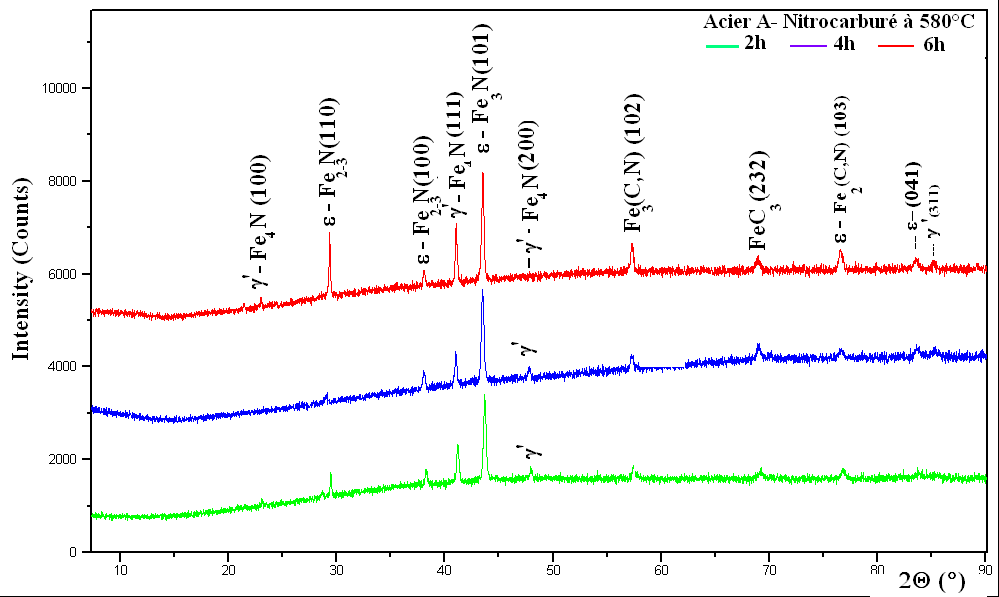 Acier A- Nitrocarburé à 580°C
2h 4h 6h
Intensity (Counts)
10000
8000
6000
4000
2000
0
γ' - Fe4N (100)
ε - Fe2-3N(110)
ε - Fe2-3N(100)
γ' - Fe4N (111)
ε - Fe3N(101)
γ' - Fe4N(200)
Fe3(C,N) (102)
FeC3(232)
ε - Fe2(C,N) (103)
ε-(041)
γ'(311)
γ'
γ'
10 20 30 40 50 60 70 80 90
2Θ (°)